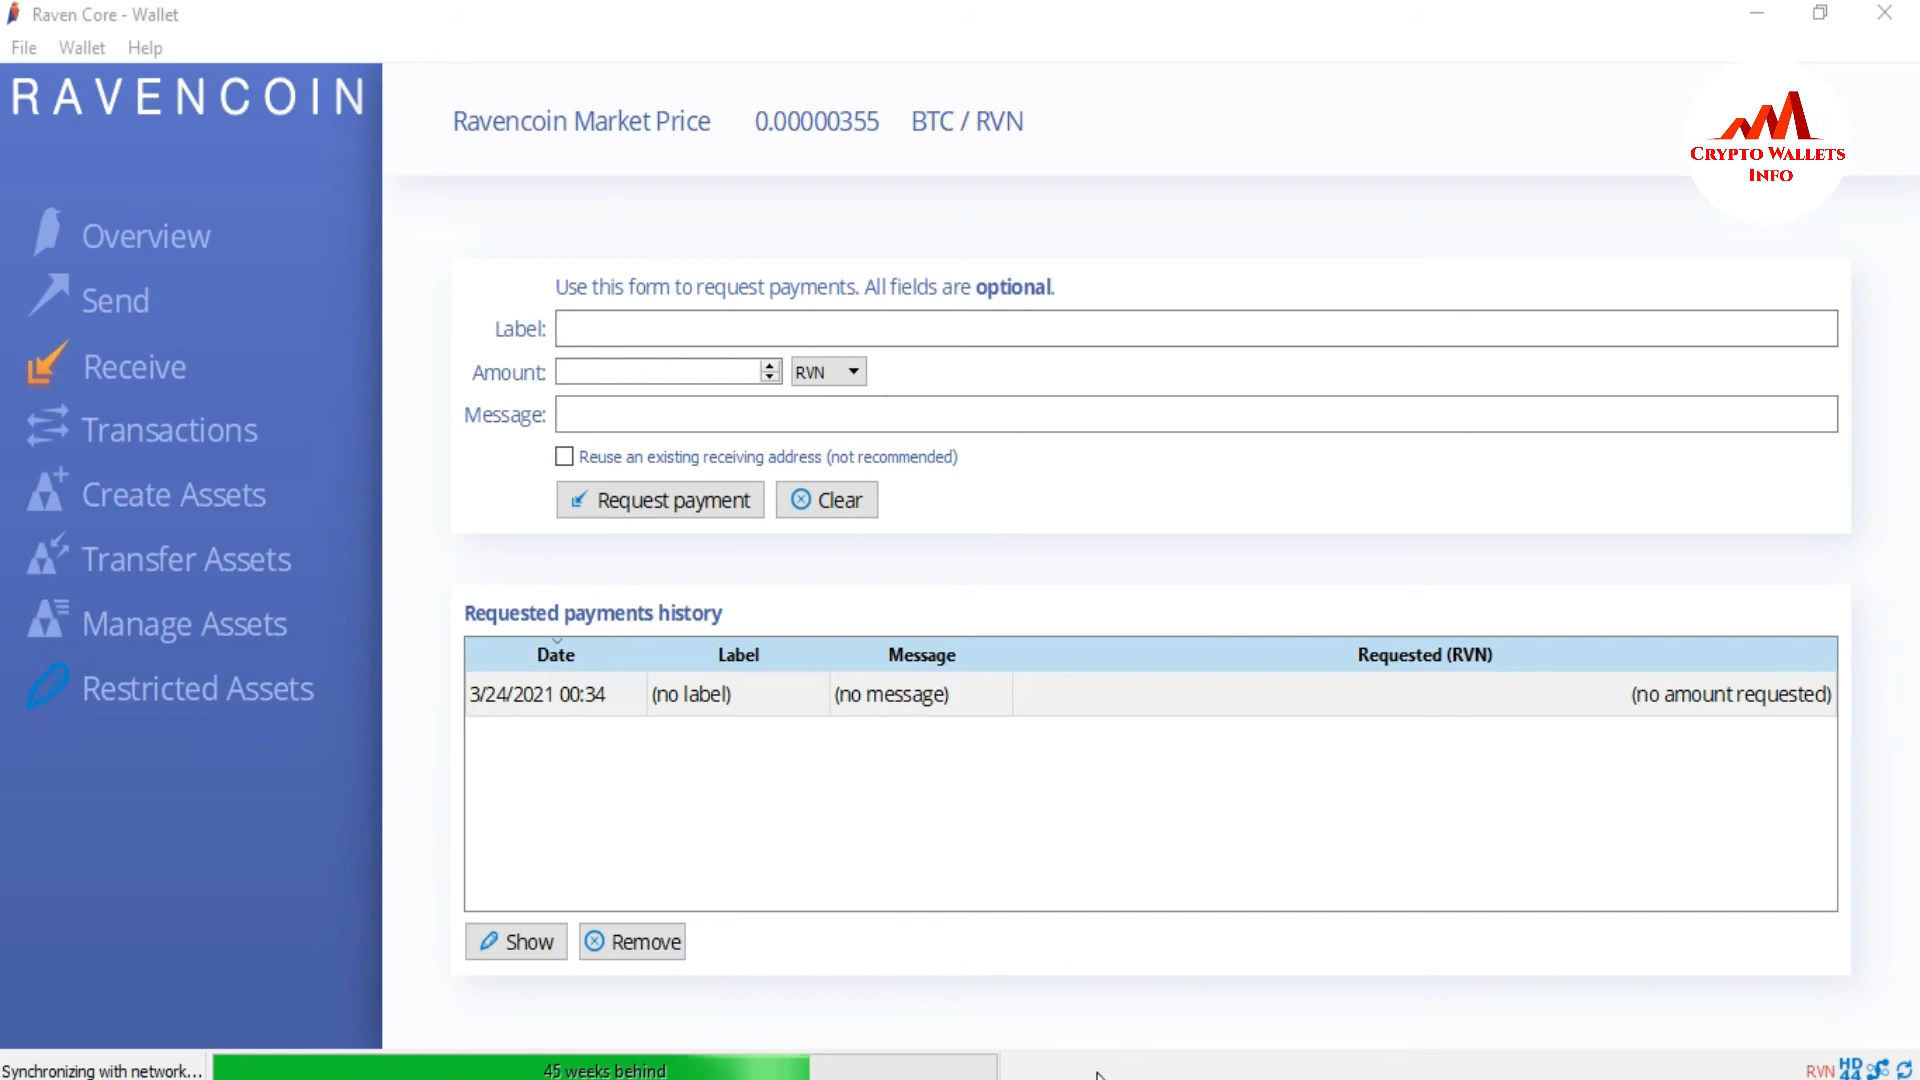 Raven Core - Wallet
File Wallet Help
RAVENCOIN
Ravencoin Market Price 0.00000355 BTC / RVN
CRYPTO WALLETS
INFO
Overview
Send
Receive
Transactions
Create Assets
Transfer Assets
Manage Assets
Restricted Assets
Use this form to request payments. All fields are optional.
Label:
Amount: RVN
Message:
Reuse an existing receiving address (not recommended)
Request payment Clear
Requested payments history
Date Label Message Requested (RVN)
3/24/2021 00:34 (no label) (no message) (no amount requested)
Show Remove
Synchronizing with network... 45 weeks behind RVN HD
44